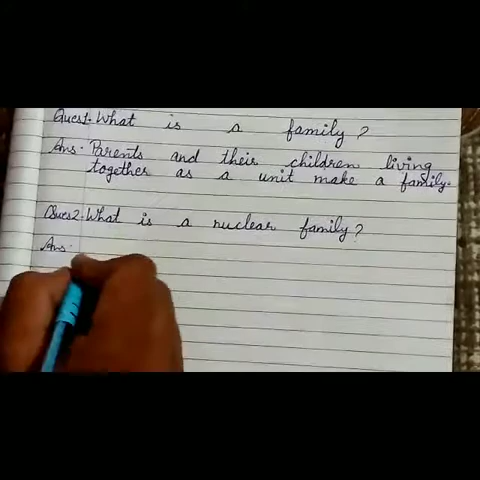 Ques1. What is a family?
Ans. Parents and their children living
together as a unit make a family.
Ques2. What is a nuclear family?
Ans.